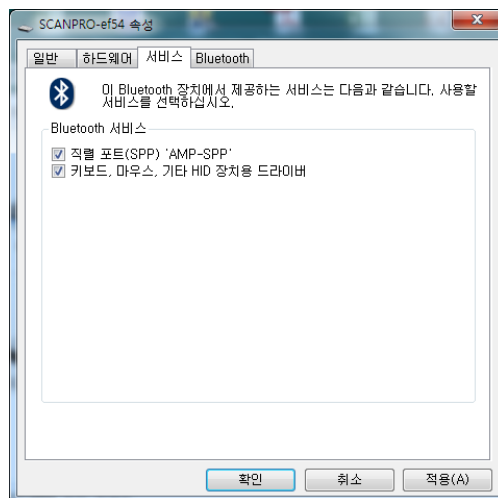 SCANPRO-ef54 속성
일반 하드웨어 서비스 Bluetooth
이 Bluetooth 장치에서 제공하는 서비스는 다음과 같습니다. 사용할
서비스를 선택하십시오.
Bluetooth 서비스
직렬 포트(SPP) 'AMP-SPP'
키보드, 마우스, 기타 HID 장치용 드라이버
확인 취소 적용(A)